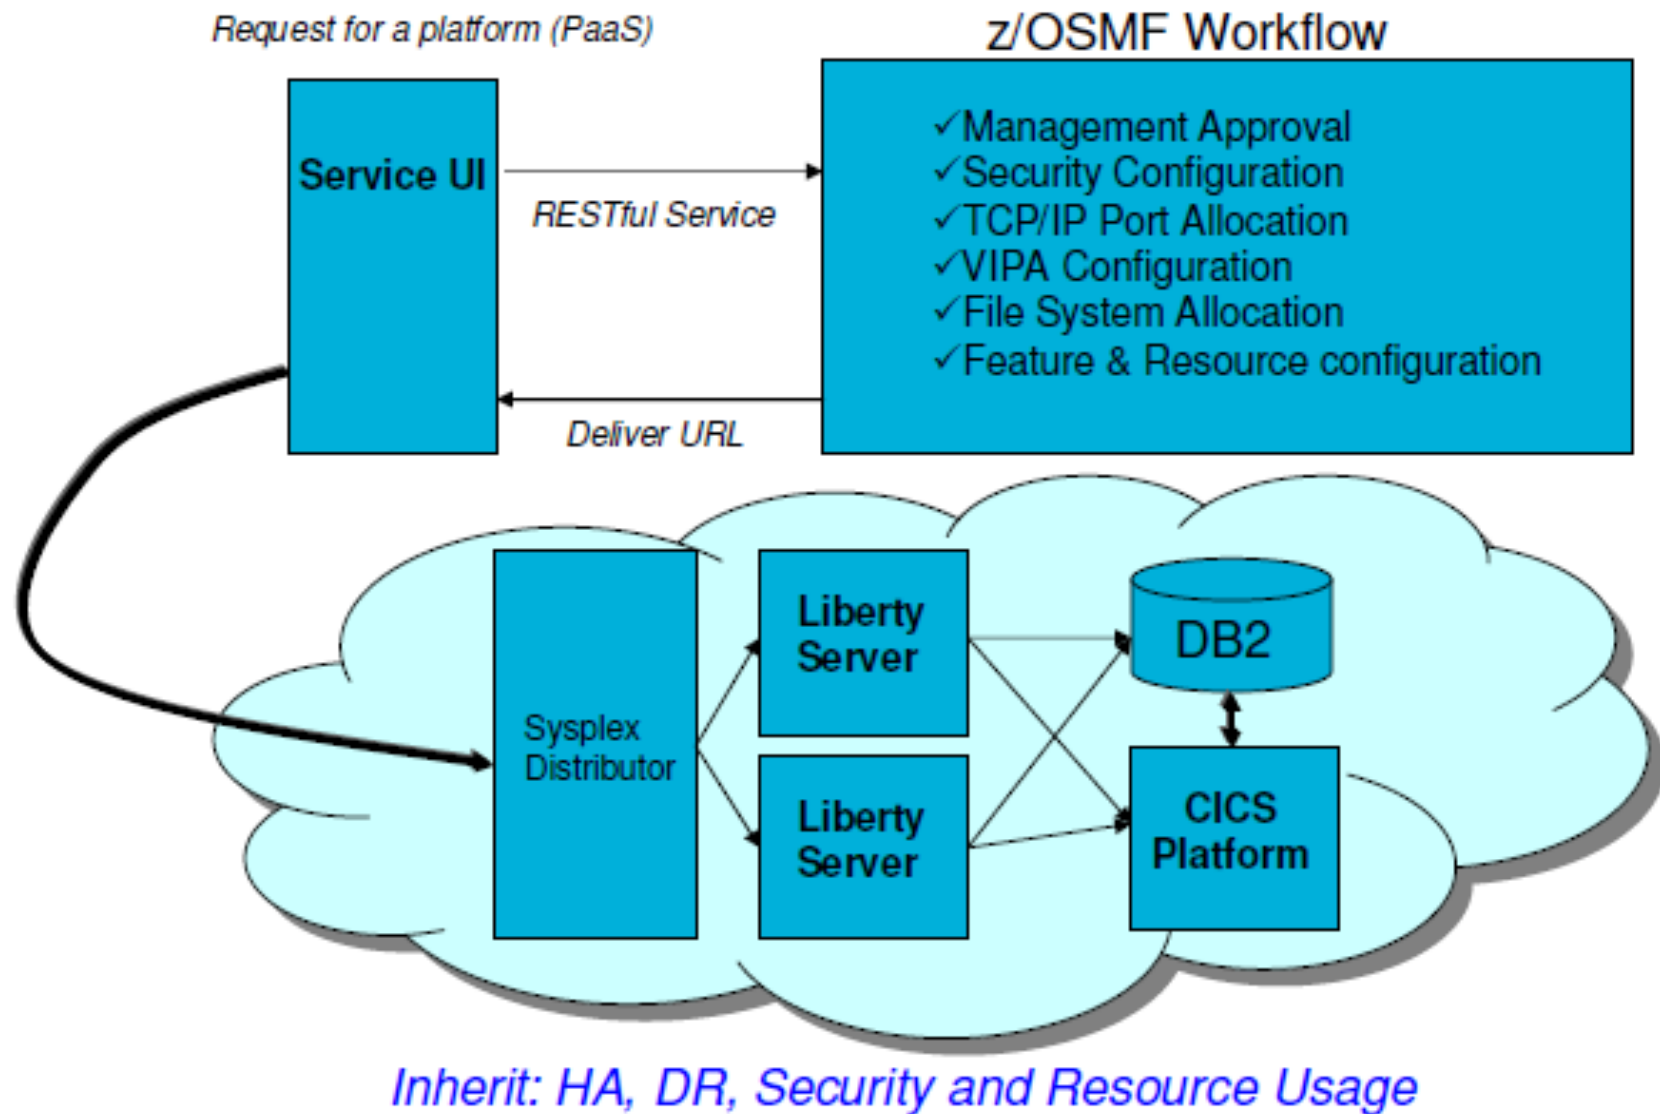 Request for a platform (PaaS)
z/OSMF Workflow
Service UI
RESTful Service
Deliver URL
✓Management Approval
✓Security Configuration
✓TCP/IP Port Allocation
✓VIPA Configuration
✓File System Allocation
✓Feature & Resource configuration
Sysplex
Distributor
Liberty
Server
Liberty
Server
DB2
CICS
Platform
Inherit: HA, DR, Security and Resource Usage